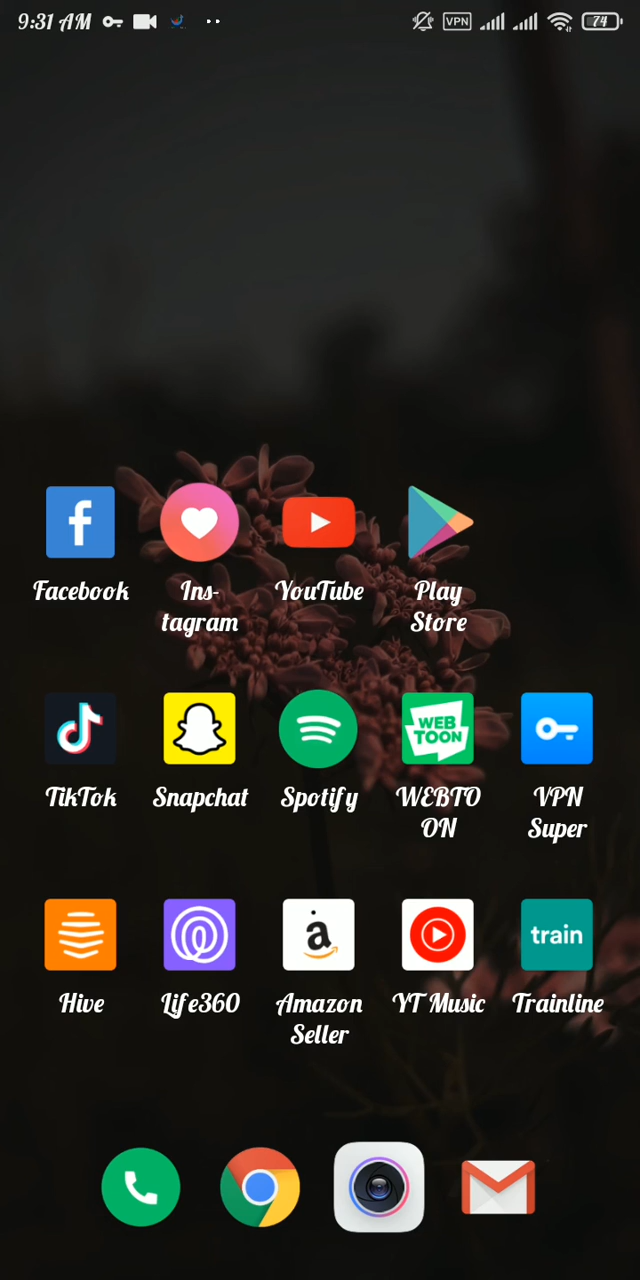 9:31 AM VPN 74
Facebook Ins- YouTube Play
tagram Store
WEB
TOON
TikTok Snapchat Spotify WEBTO VPN
ON Super
a train
Hive Life360 Amazon YT Music Trainline
Seller